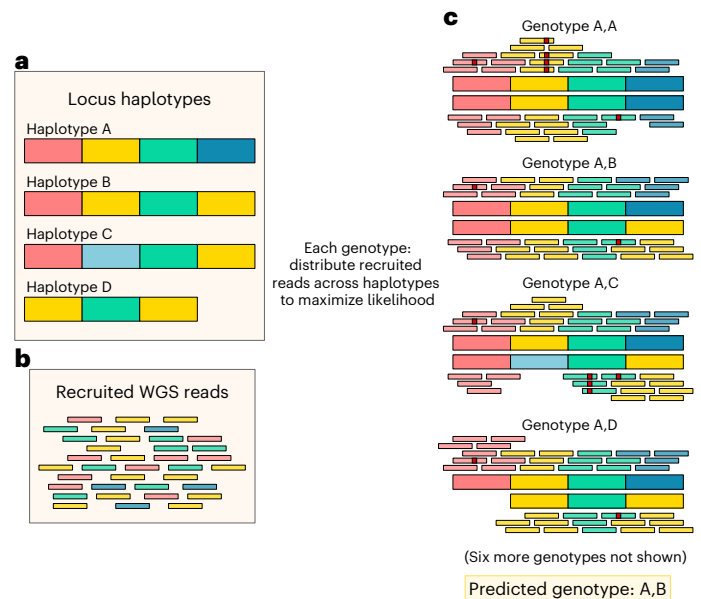 a
Locus haplotypes
Haplotype A
Haplotype B
Haplotype C
Haplotype D
b
Recruited WGS reads
Each genotype:
distribute recruited
reads across haplotypes
to maximize likelihood
c
Genotype A,A
Genotype A,B
Genotype A,C
Genotype A,D
(Six more genotypes not shown)
Predicted genotype: A,B